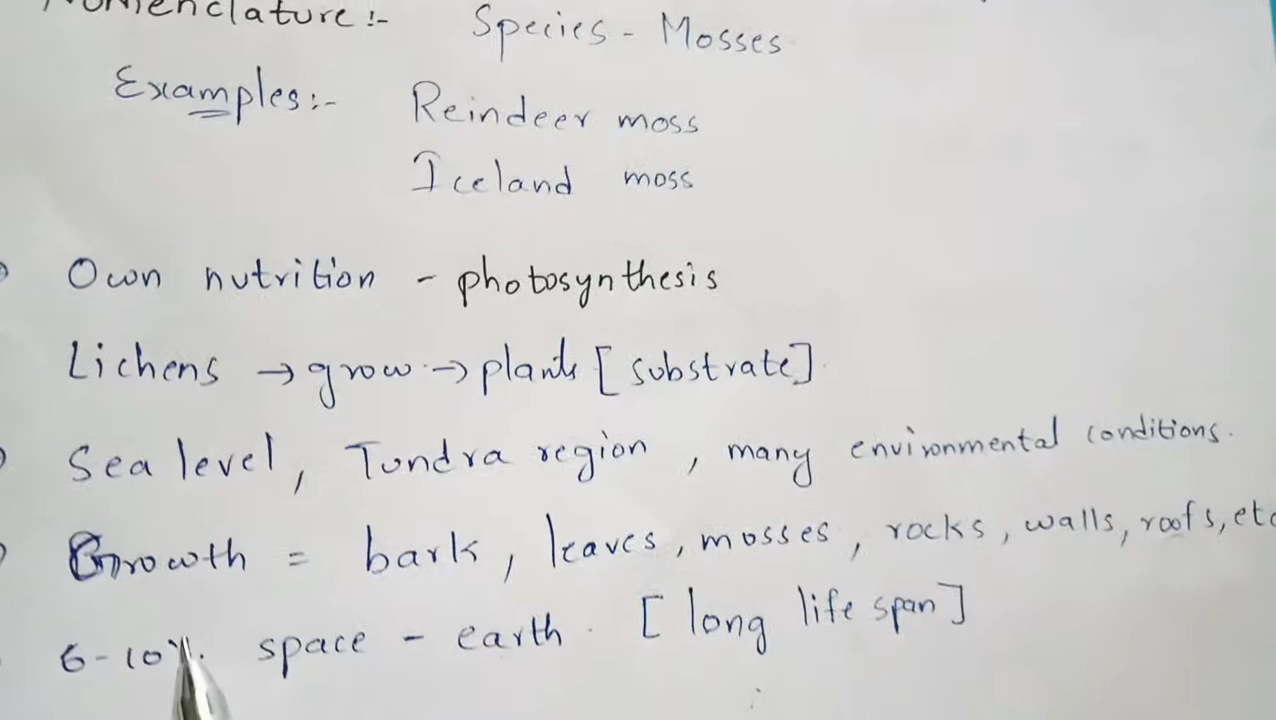 Nomenclature :- Species - Mosses
Examples :- Reindeer moss
Iceland moss
Own nutrition - photosynthesis
Lichens → grow → plants [substrate]
Sea level, Tundra region, many environmental conditions.
Growth = bark, leaves, mosses, rocks, walls, roofs, etc
6-10%. space - earth. [long life span]